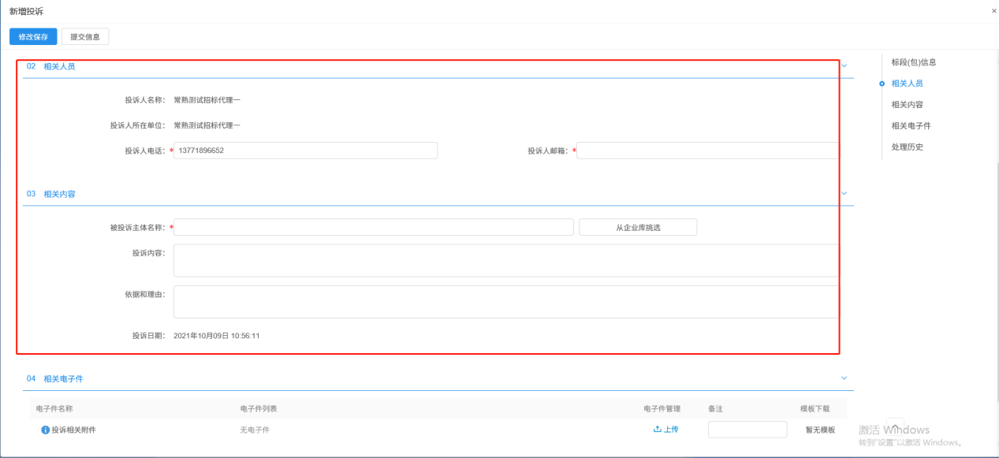 新增投诉 ×
修改保存 提交信息
02 相关人员
投诉人名称： 常熟测试招标代理一
投诉人所在单位： 常熟测试招标代理一
投诉人电话： * 13771896652 投诉人邮箱： *
03 相关内容
被投诉主体名称： * 从企业库挑选
投诉内容：
依据和理由：
投诉日期： 2021年10月09日 10:56:11
04 相关电子件
电子件名称 电子件列表 电子件管理 备注 模板下载
投诉相关附件 无电子件 上传 暂无模板
标段(包)信息
相关人员
相关内容
相关电子件
处理历史
激活 Windows
转到"设置"以激活 Windows。